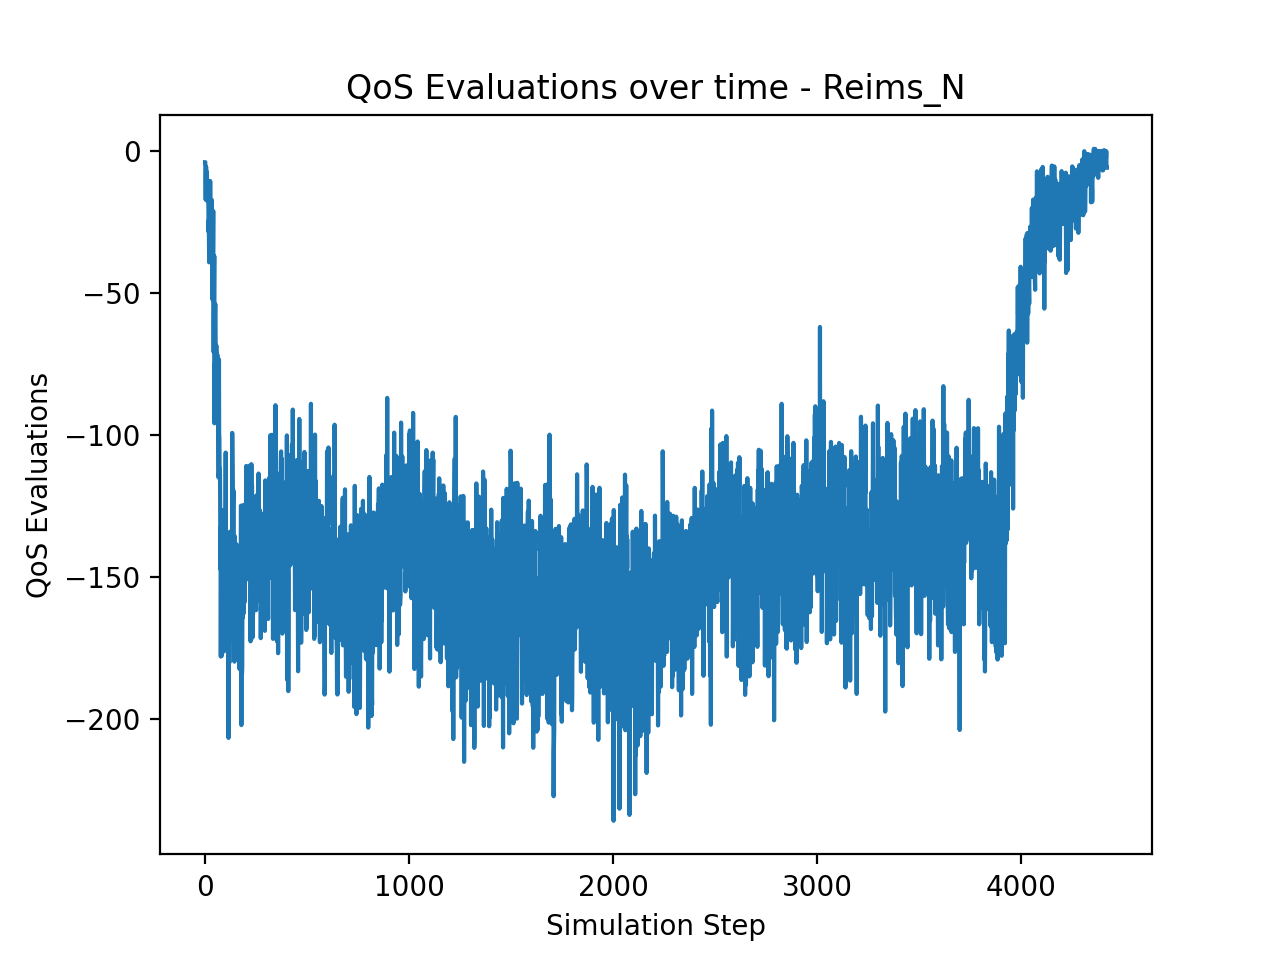 QoS Evaluations over time - Reims_N
0
−50
−100
−150
−200
QoS Evaluations
0 1000 2000 3000 4000
Simulation Step